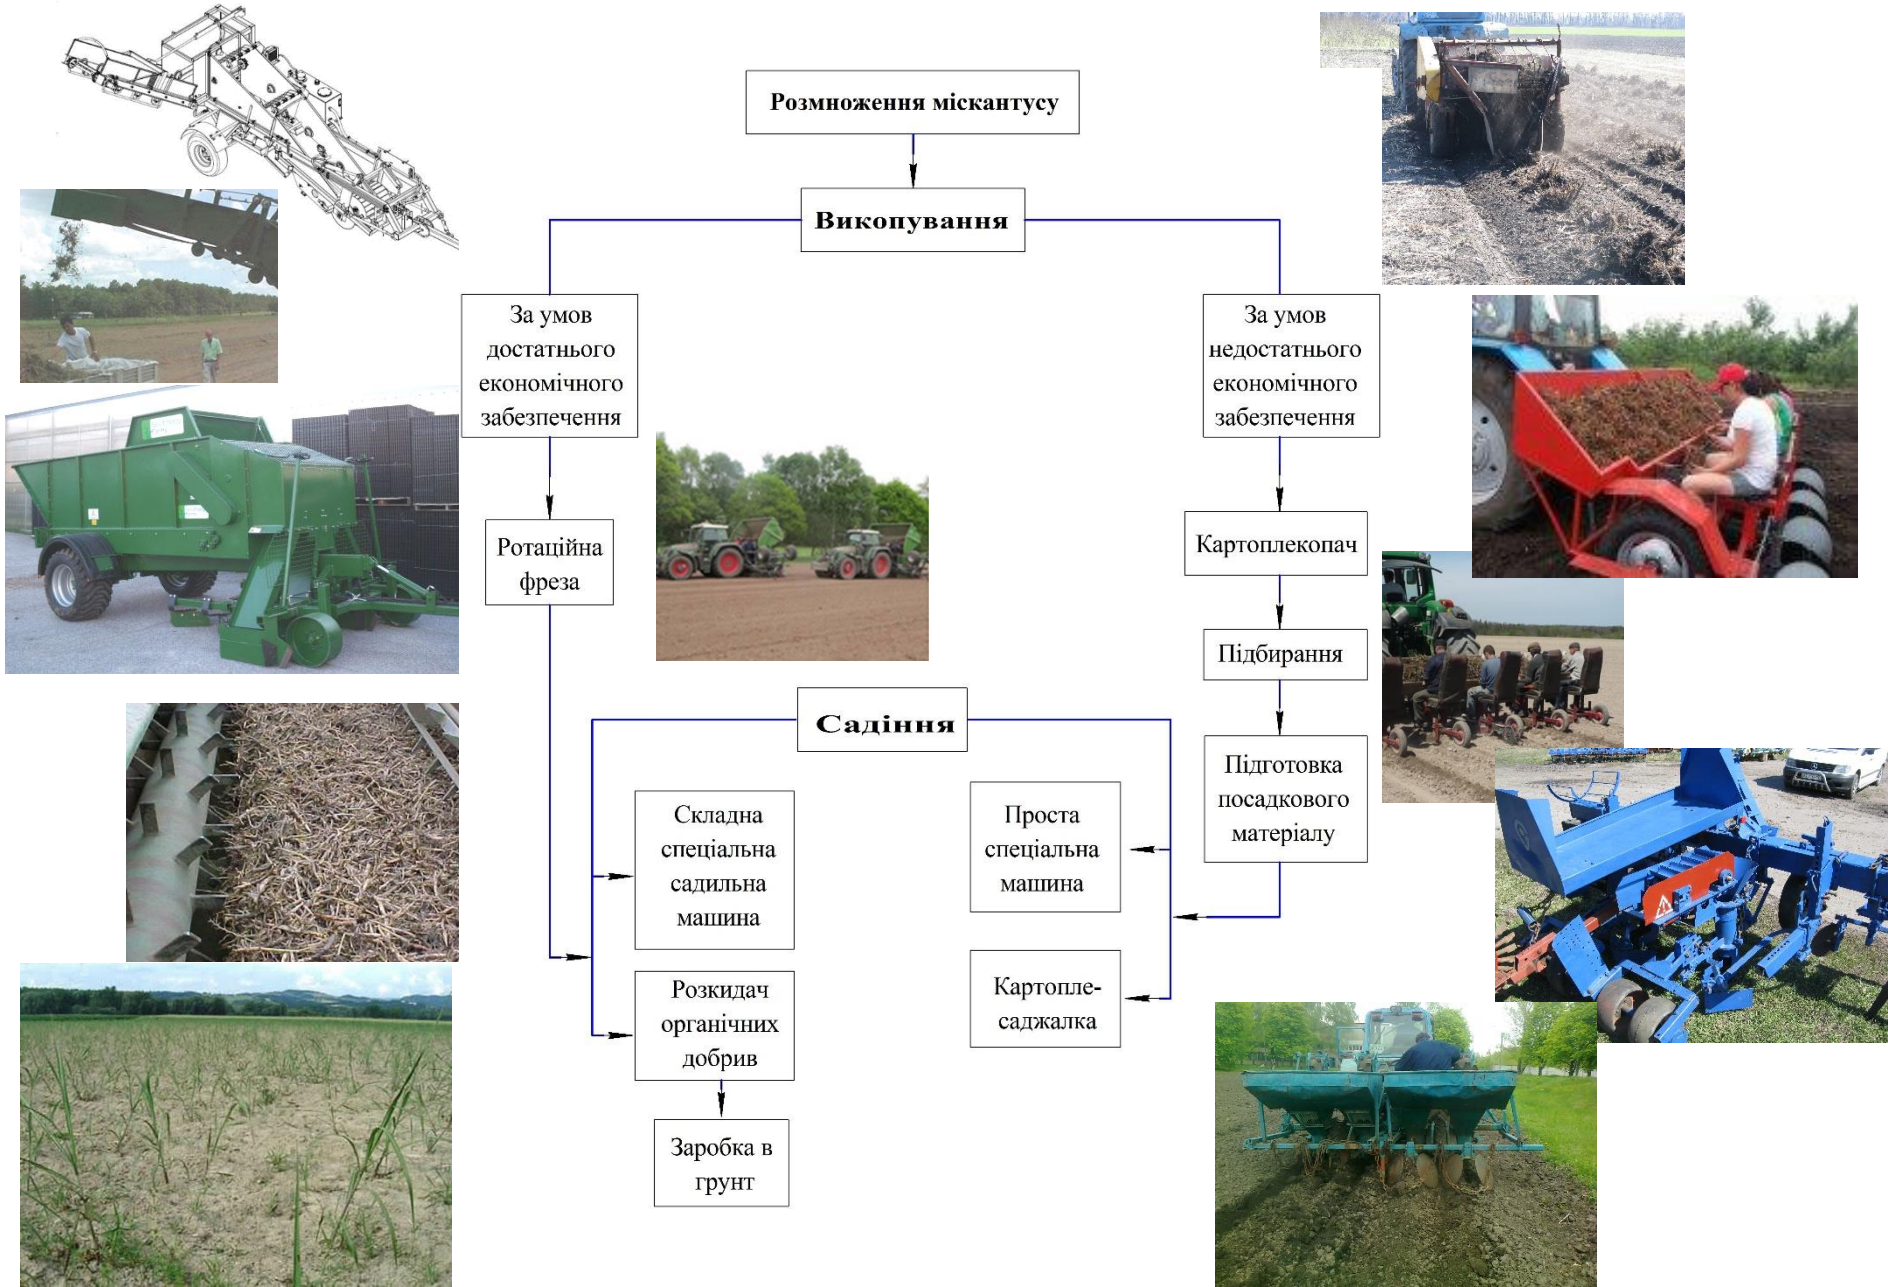 Розмноження міскантусу
Викопування
За умов
достатнього
економічного
забезпечення
За умов
недостатнього
економічного
забезпечення
Ротаційна
фреза
Картоплекопач
Підбирання
Підготовка
посадкового
матеріалу
Садіння
Складна
спеціальна
садильна
машина
Проста
спеціальна
машина
Розкидач
органічних
добрив
Картопле-
саджалка
Заробка в
грунт